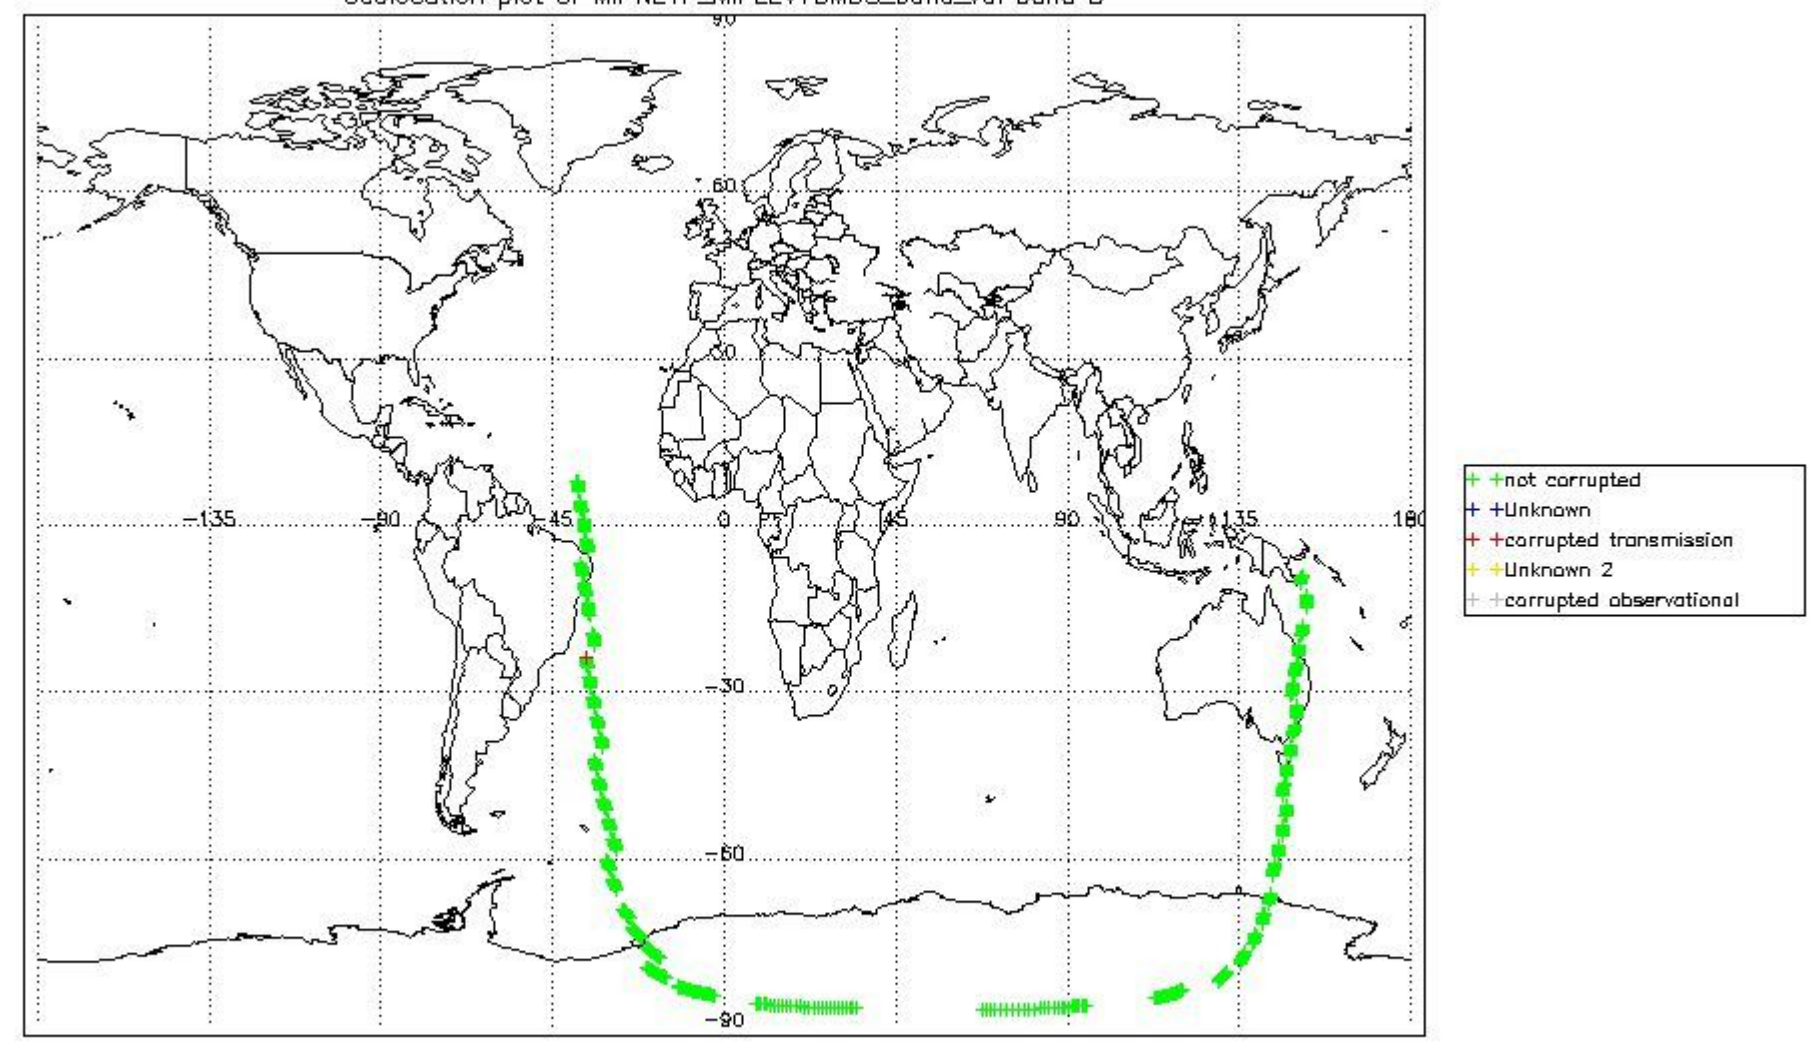 90
60
30
-135 -90 -45 0 45 90 135 180
-30
-60
-90
not corrupted
Unknown
corrupted transmission
Unknown 2
corrupted observational